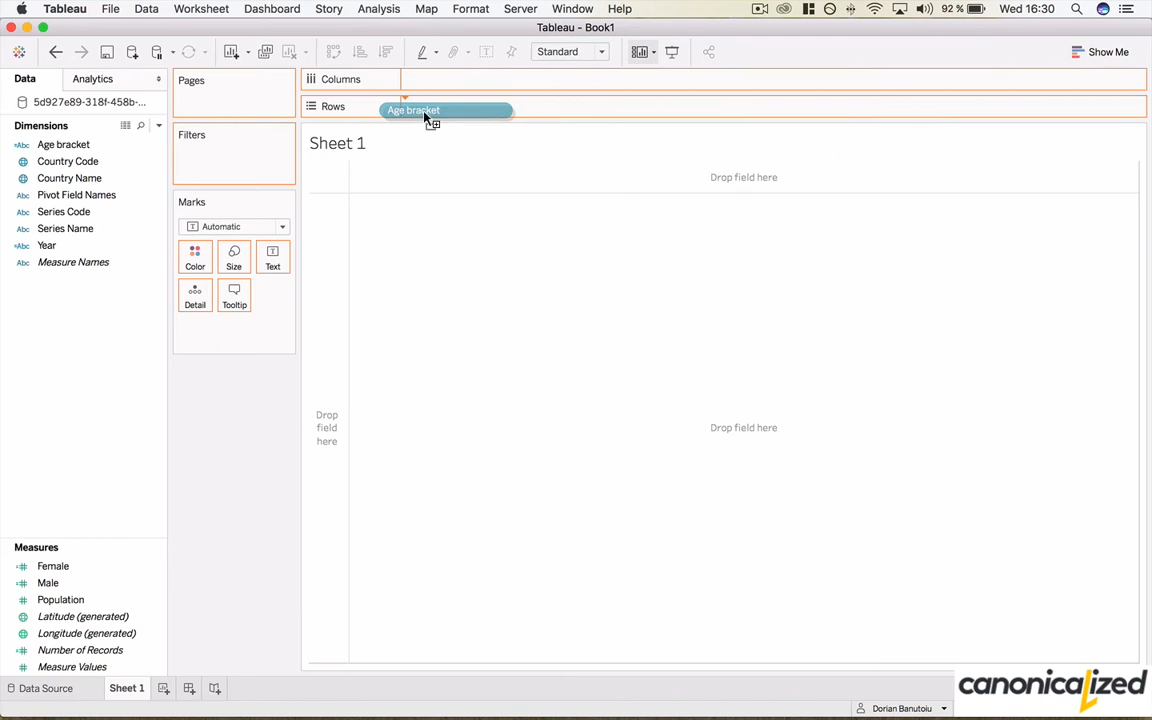 Tableau File Data Worksheet Dashboard Story Analysis Map Format Server Window Help 92 % Wed 16:30
Tableau - Book1
Standard Show Me
Data Analytics Pages iii Columns
5d927e89-318f-458b-... Rows Age bracket
Dimensions Filters
Age bracket Sheet 1
Country Code
Country Name Drop field here
Pivot Field Names
Series Code Marks
Series Name Automatic
Year
Measure Names Color Size Text
Detail Tooltip
Drop field here Drop field here
Measures
Female
Male
Population
Latitude (generated)
Longitude (generated)
Number of Records
Measure Values
Data Source Sheet 1
canonicalized
Dorian Banutoiu